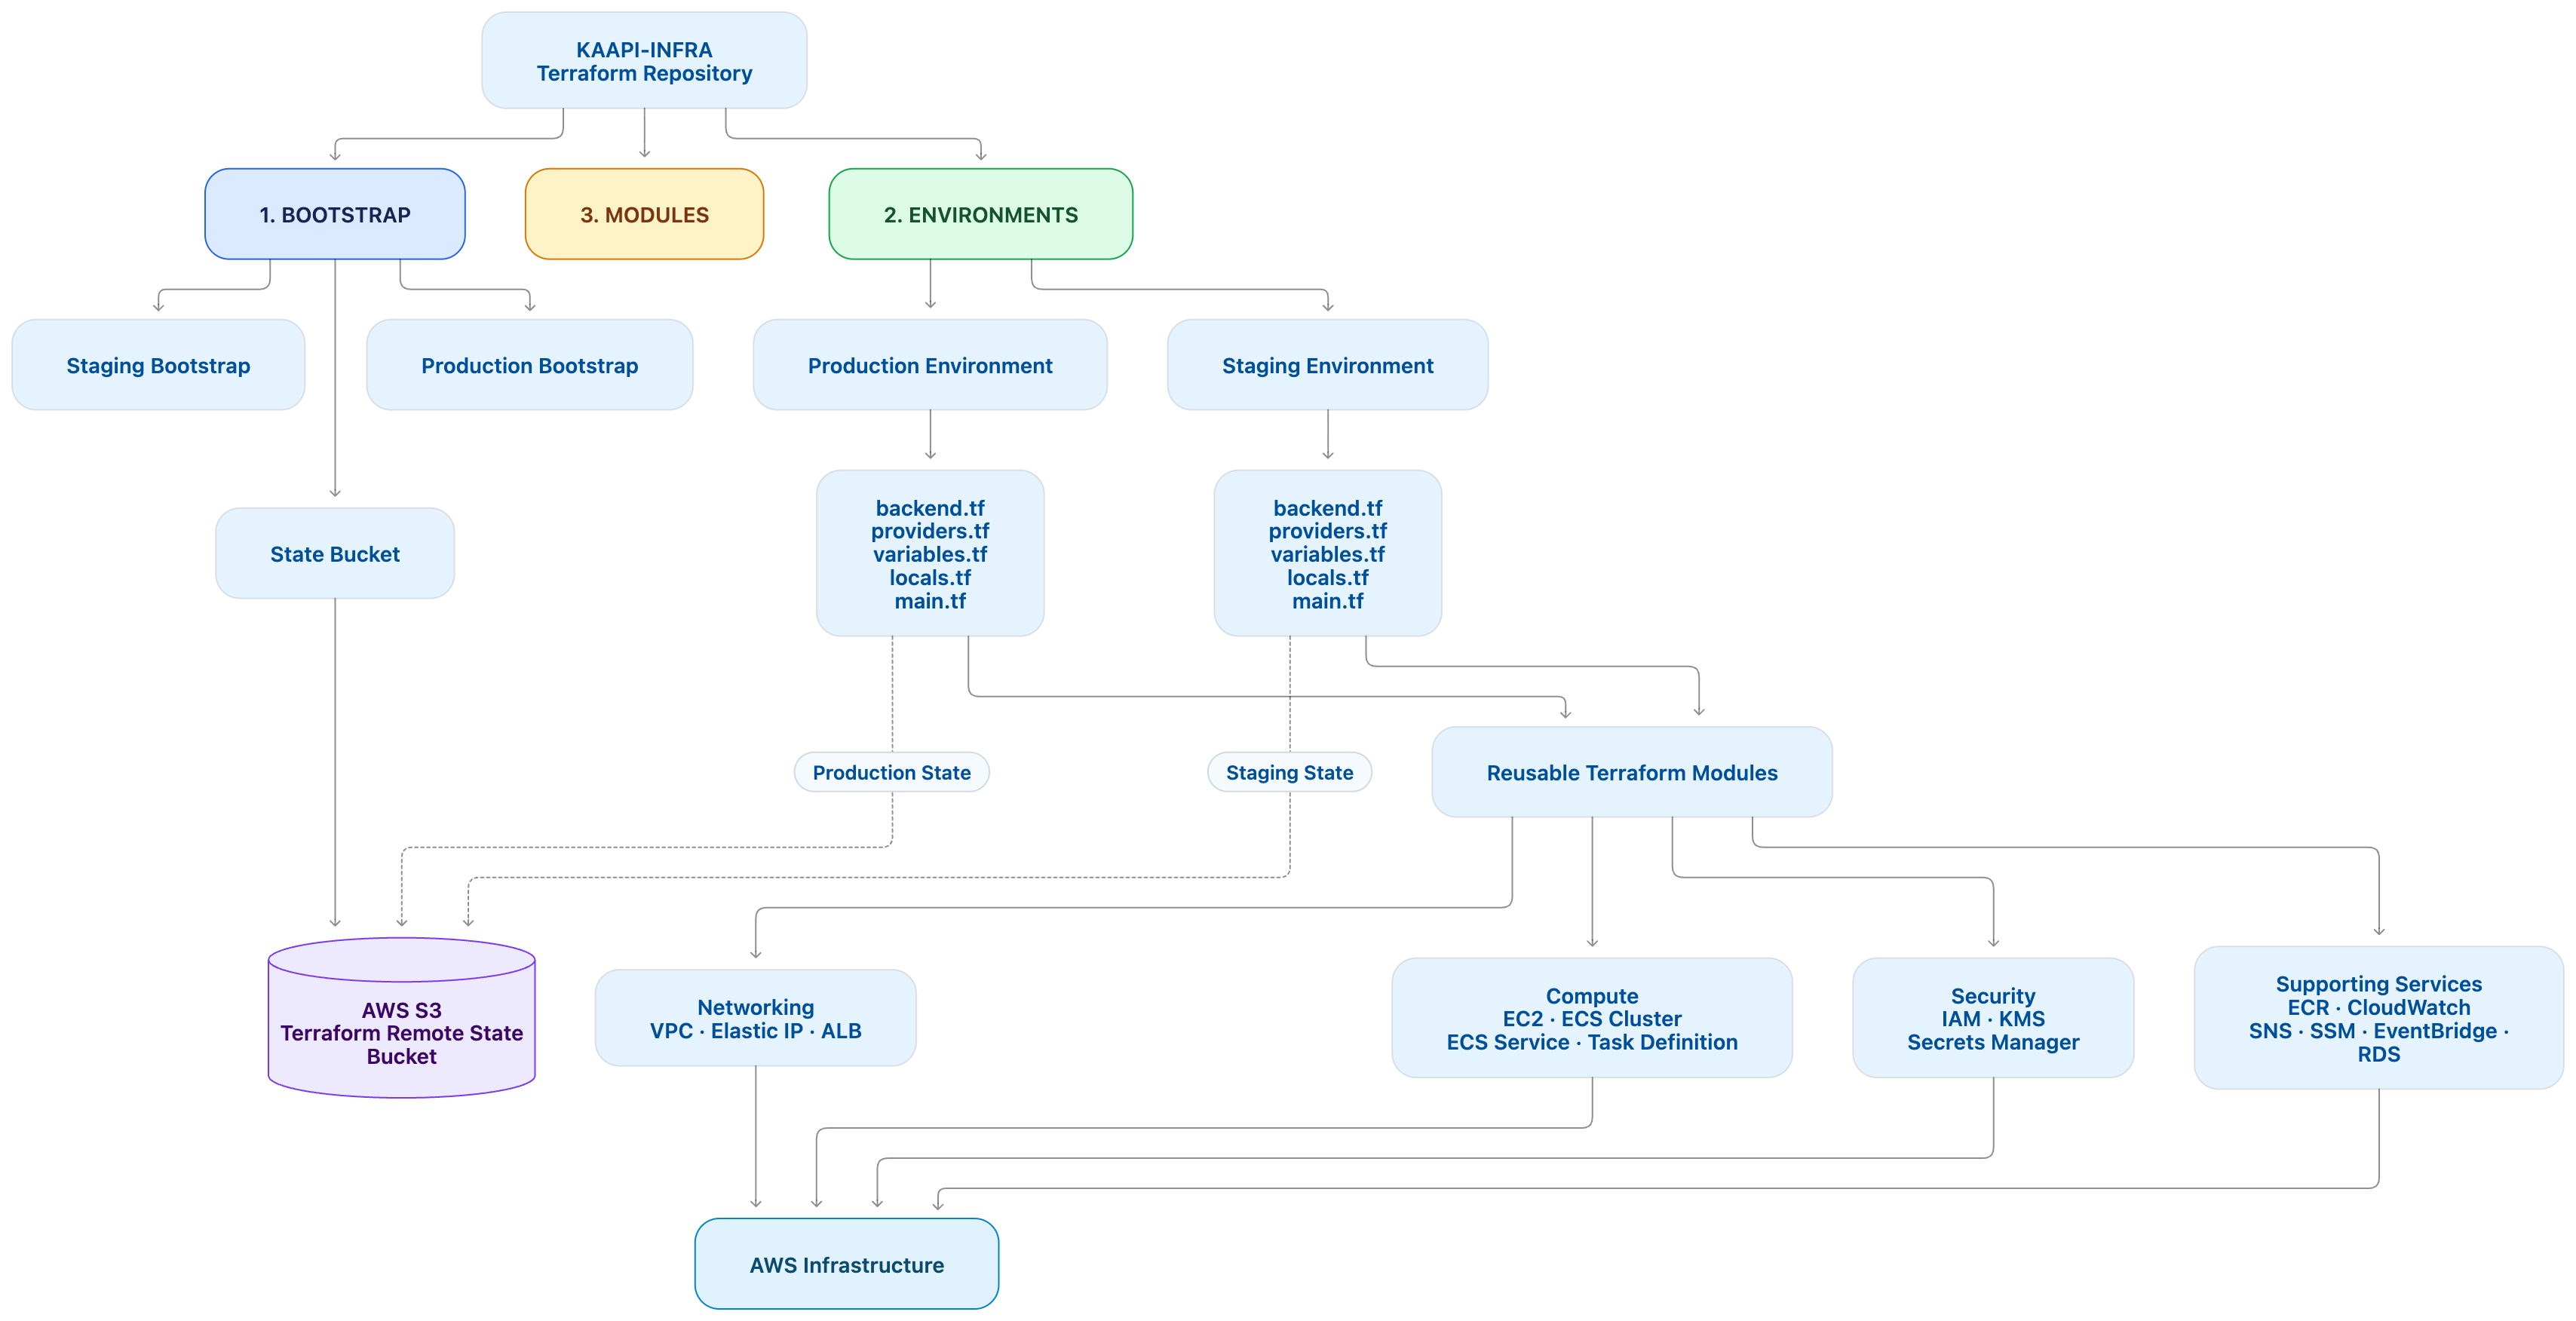 KAAPI-INFRA
Terraform Repository
1. BOOTSTRAP
3. MODULES
2. ENVIRONMENTS
Staging Bootstrap
Production Bootstrap
Production Environment
Staging Environment
State Bucket
backend.tf
providers.tf
variables.tf
locals.tf
main.tf
backend.tf
providers.tf
variables.tf
locals.tf
main.tf
Production State
Staging State
Reusable Terraform Modules
AWS S3
Terraform Remote State
Bucket
Networking
VPC · Elastic IP · ALB
Compute
EC2 · ECS Cluster
ECS Service · Task Definition
Security
IAM · KMS
Secrets Manager
Supporting Services
ECR · CloudWatch
SNS · SSM · EventBridge ·
RDS
AWS Infrastructure